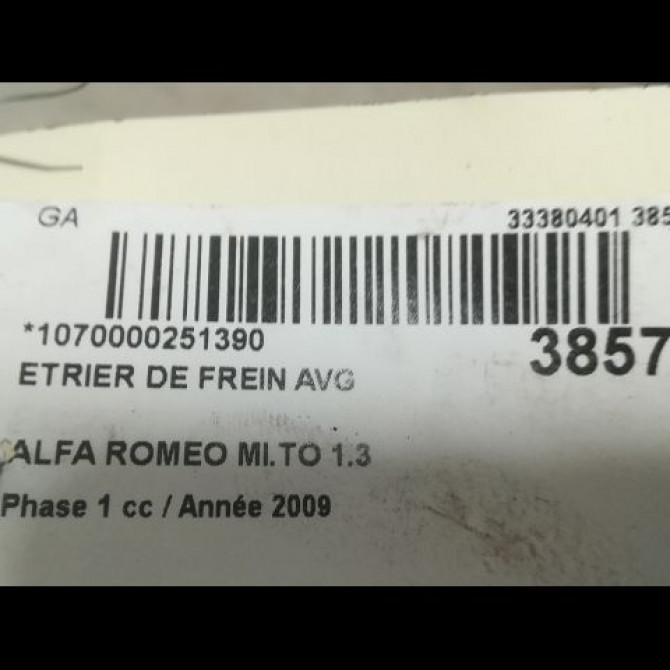 GA 33380401 385
*1070000251390 3857
ETRIER DE FREIN AVG
ALFA ROMEO MI.TO 1.3
Phase 1 cc / Année 2009